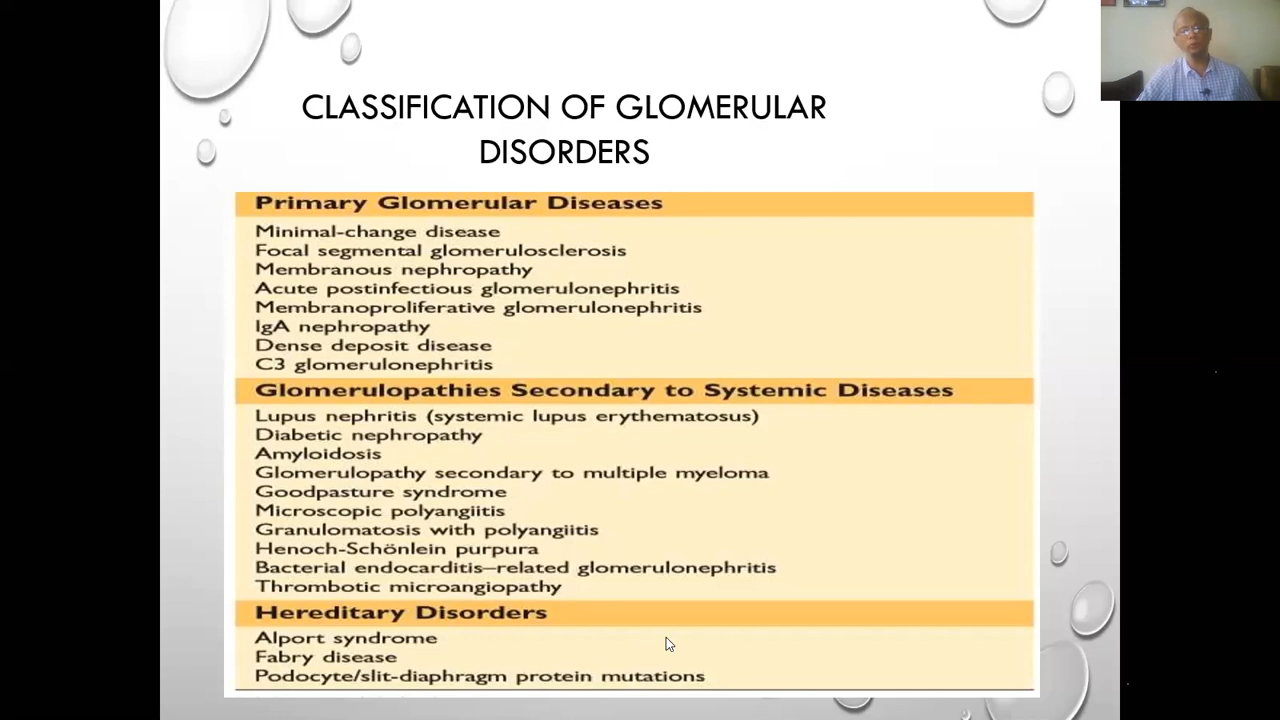 CLASSIFICATION OF GLOMERULAR
DISORDERS
Primary Glomerular Diseases
Minimal-change disease
Focal segmental glomerulosclerosis
Membranous nephropathy
Acute postinfectious glomerulonephritis
Membranoproliferative glomerulonephritis
IgA nephropathy
Dense deposit disease
C3 glomerulonephritis
Glomerulopathies Secondary to Systemic Diseases
Lupus nephritis (systemic lupus erythematosus)
Diabetic nephropathy
Amyloidosis
Glomerulopathy secondary to multiple myeloma
Goodpasture syndrome
Microscopic polyangiitis
Granulomatosis with polyangiitis
Henoch-Schönlein purpura
Bacterial endocarditis–related glomerulonephritis
Thrombotic microangiopathy
Hereditary Disorders
Alport syndrome
Fabry disease
Podocyte/slit-diaphragm protein mutations